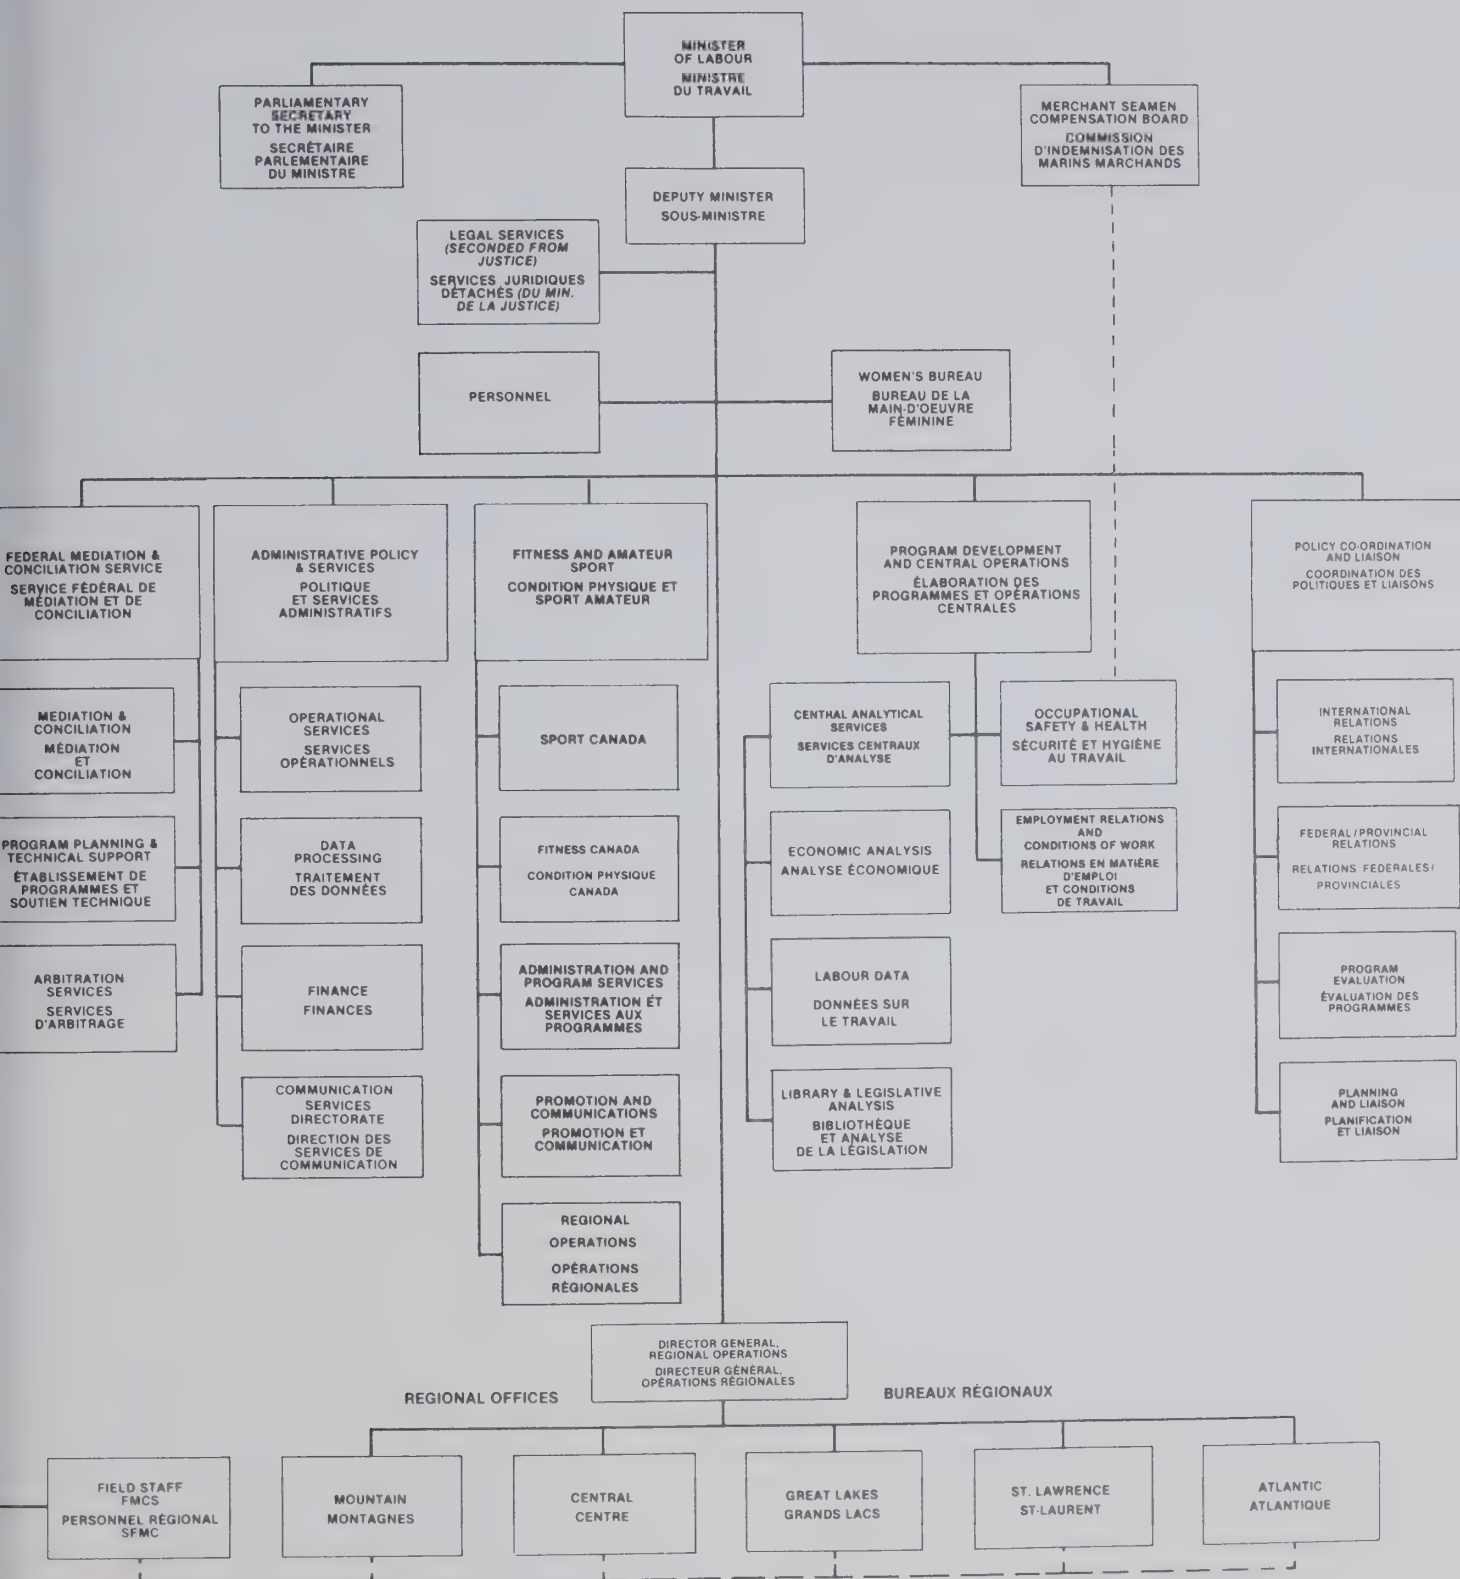 MINISTER
OF LABOUR
MINISTRE
DU TRAVAIL
PARLIAMENTARY
SECRETARY
TO THE MINISTER
SECRÉTAIRE
PARLEMENTAIRE
DU MINISTRE
MERCHANT SEAMEN
COMPENSATION BOARD
COMMISSION
D'INDEMNISATION DES
MARINS MARCHANDS
DEPUTY MINISTER
SOUS-MINISTRE
LEGAL SERVICES
(SECONDED FROM
JUSTICE)
SERVICES JURIDIQUES
DÉTACHÉS (DU MIN.
DE LA JUSTICE)
PERSONNEL
WOMEN'S BUREAU
BUREAU DE LA
MAIN-D'OEUVRE
FÉMININE
FEDERAL MEDIATION &
CONCILIATION SERVICE
SERVICE FÉDÉRAL DE
MÉDIATION ET DE
CONCILIATION
ADMINISTRATIVE POLICY
& SERVICES
POLITIQUE
ET SERVICES
ADMINISTRATIFS
FITNESS AND AMATEUR
SPORT
CONDITION PHYSIQUE ET
SPORT AMATEUR
PROGRAM DEVELOPMENT
AND CENTRAL OPERATIONS
ÉLABORATION DES
PROGRAMMES ET OPÉRATIONS
CENTRALES
POLICY CO-ORDINATION
AND LIAISON
COORDINATION DES
POLITIQUES ET LIAISONS
MEDIATION &
CONCILIATION
MÉDIATION
ET
CONCILIATION
PROGRAM PLANNING &
TECHNICAL SUPPORT
ÉTABLISSEMENT DE
PROGRAMMES ET
SOUTIEN TECHNIQUE
ARBITRATION
SERVICES
SERVICES
D'ARBITRAGE
OPERATIONAL
SERVICES
SERVICES
OPÉRATIONNELS
DATA
PROCESSING
TRAITEMENT
DES DONNÉES
FINANCE
FINANCES
COMMUNICATION
SERVICES
DIRECTORATE
DIRECTION DES
SERVICES DE
COMMUNICATION
SPORT CANADA
FITNESS CANADA
CONDITION PHYSIQUE
CANADA
ADMINISTRATION AND
PROGRAM SERVICES
ADMINISTRATION ET
SERVICES AUX
PROGRAMMES
PROMOTION AND
COMMUNICATIONS
PROMOTION ET
COMMUNICATION
REGIONAL
OPERATIONS
OPÉRATIONS
RÉGIONALES
CENTRAL ANALYTICAL
SERVICES
SERVICES CENTRAUX
D'ANALYSE
ECONOMIC ANALYSIS
ANALYSE ÉCONOMIQUE
LABOUR DATA
DONNÉES SUR
LE TRAVAIL
LIBRARY & LEGISLATIVE
ANALYSIS
BIBLIOTHÈQUE
ET ANALYSE
DE LA LÉGISLATION
OCCUPATIONAL
SAFETY & HEALTH
SÉCURITÉ ET HYGIÈNE
AU TRAVAIL
EMPLOYMENT RELATIONS
AND
CONDITIONS OF WORK
RELATIONS EN MATIÈRE
D'EMPLOI
ET CONDITIONS
DE TRAVAIL
INTERNATIONAL
RELATIONS
RELATIONS
INTERNATIONALES
FEDERAL/PROVINCIAL
RELATIONS
RELATIONS FEDERALES/
PROVINCIALES
PROGRAM
EVALUATION
ÉVALUATION DES
PROGRAMMES
PLANNING
AND LIAISON
PLANIFICATION
ET LIAISON
DIRECTOR GENERAL,
REGIONAL OPERATIONS
DIRECTEUR GÉNÉRAL,
OPÉRATIONS RÉGIONALES
REGIONAL OFFICES
BUREAUX RÉGIONAUX
FIELD STAFF
FMCS
PERSONNEL RÉGIONAL
SFMC
MOUNTAIN
MONTAGNES
CENTRAL
CENTRE
GREAT LAKES
GRANDS LACS
ST. LAWRENCE
ST-LAURENT
ATLANTIC
ATLANTIQUE